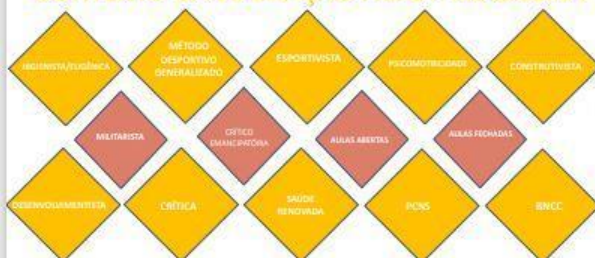 HIGIENISTA/EUGÊNICA
MÉTODO
DESPORTIVO
GENERALIZADO
ESPORTIVISTA
PSICOMOTRICIDADE
CONSTRUTIVISTA
MILITARISTA
CRÍTICO
EMANCIPATÓRIA
AULAS ABERTAS
AULAS FECHADAS
DESENVOLVIMENTISTA
CRÍTICA
SAÚDE
RENOVADA
PCNS
BNCC